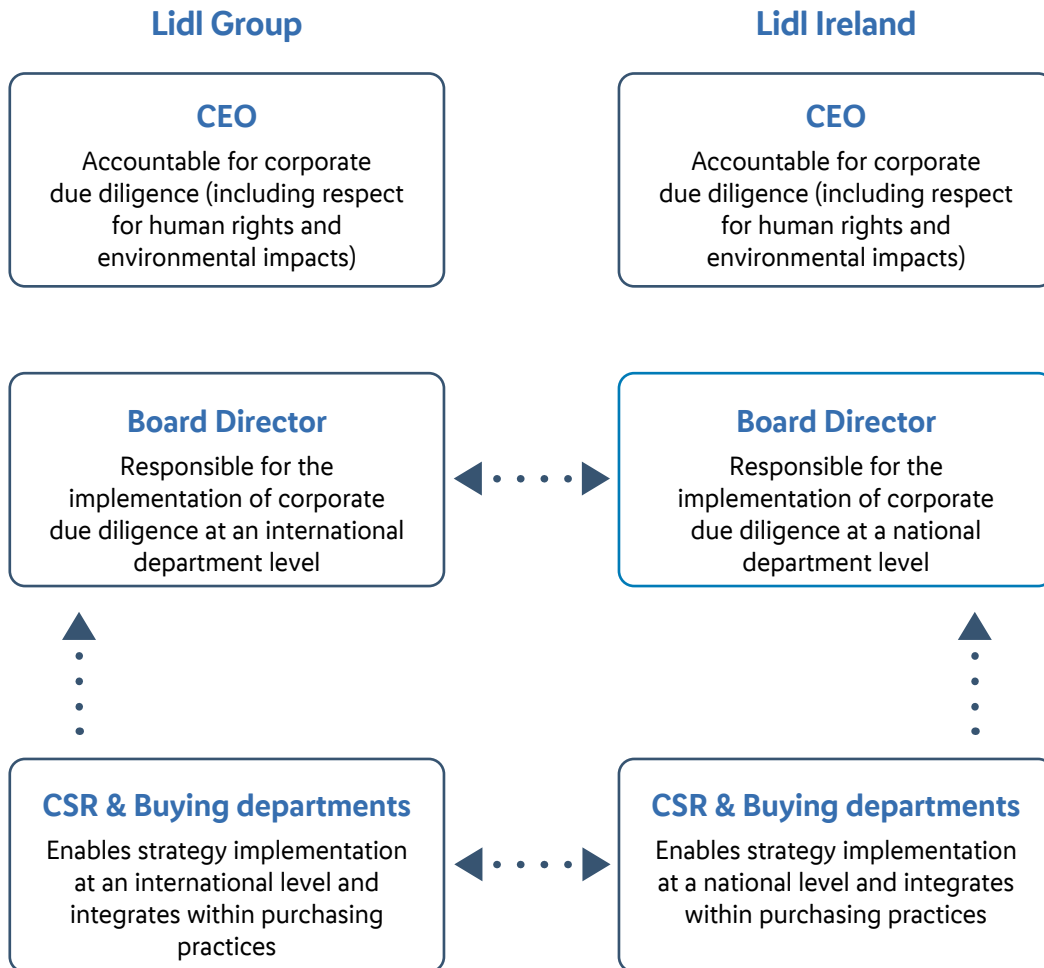 Lidl Group
Lidl Ireland
CEO
Accountable for corporate
due diligence (including respect
for human rights and
environmental impacts)
CEO
Accountable for corporate
due diligence (including respect
for human rights and
environmental impacts)
Board Director
Responsible for the
implementation of corporate
due diligence at an international
department level
Board Director
Responsible for the
implementation of corporate
due diligence at a national
department level
CSR & Buying departments
Enables strategy implementation
at an international level and
integrates within purchasing
practices
CSR & Buying departments
Enables strategy implementation
at a national level and integrates
within purchasing practices